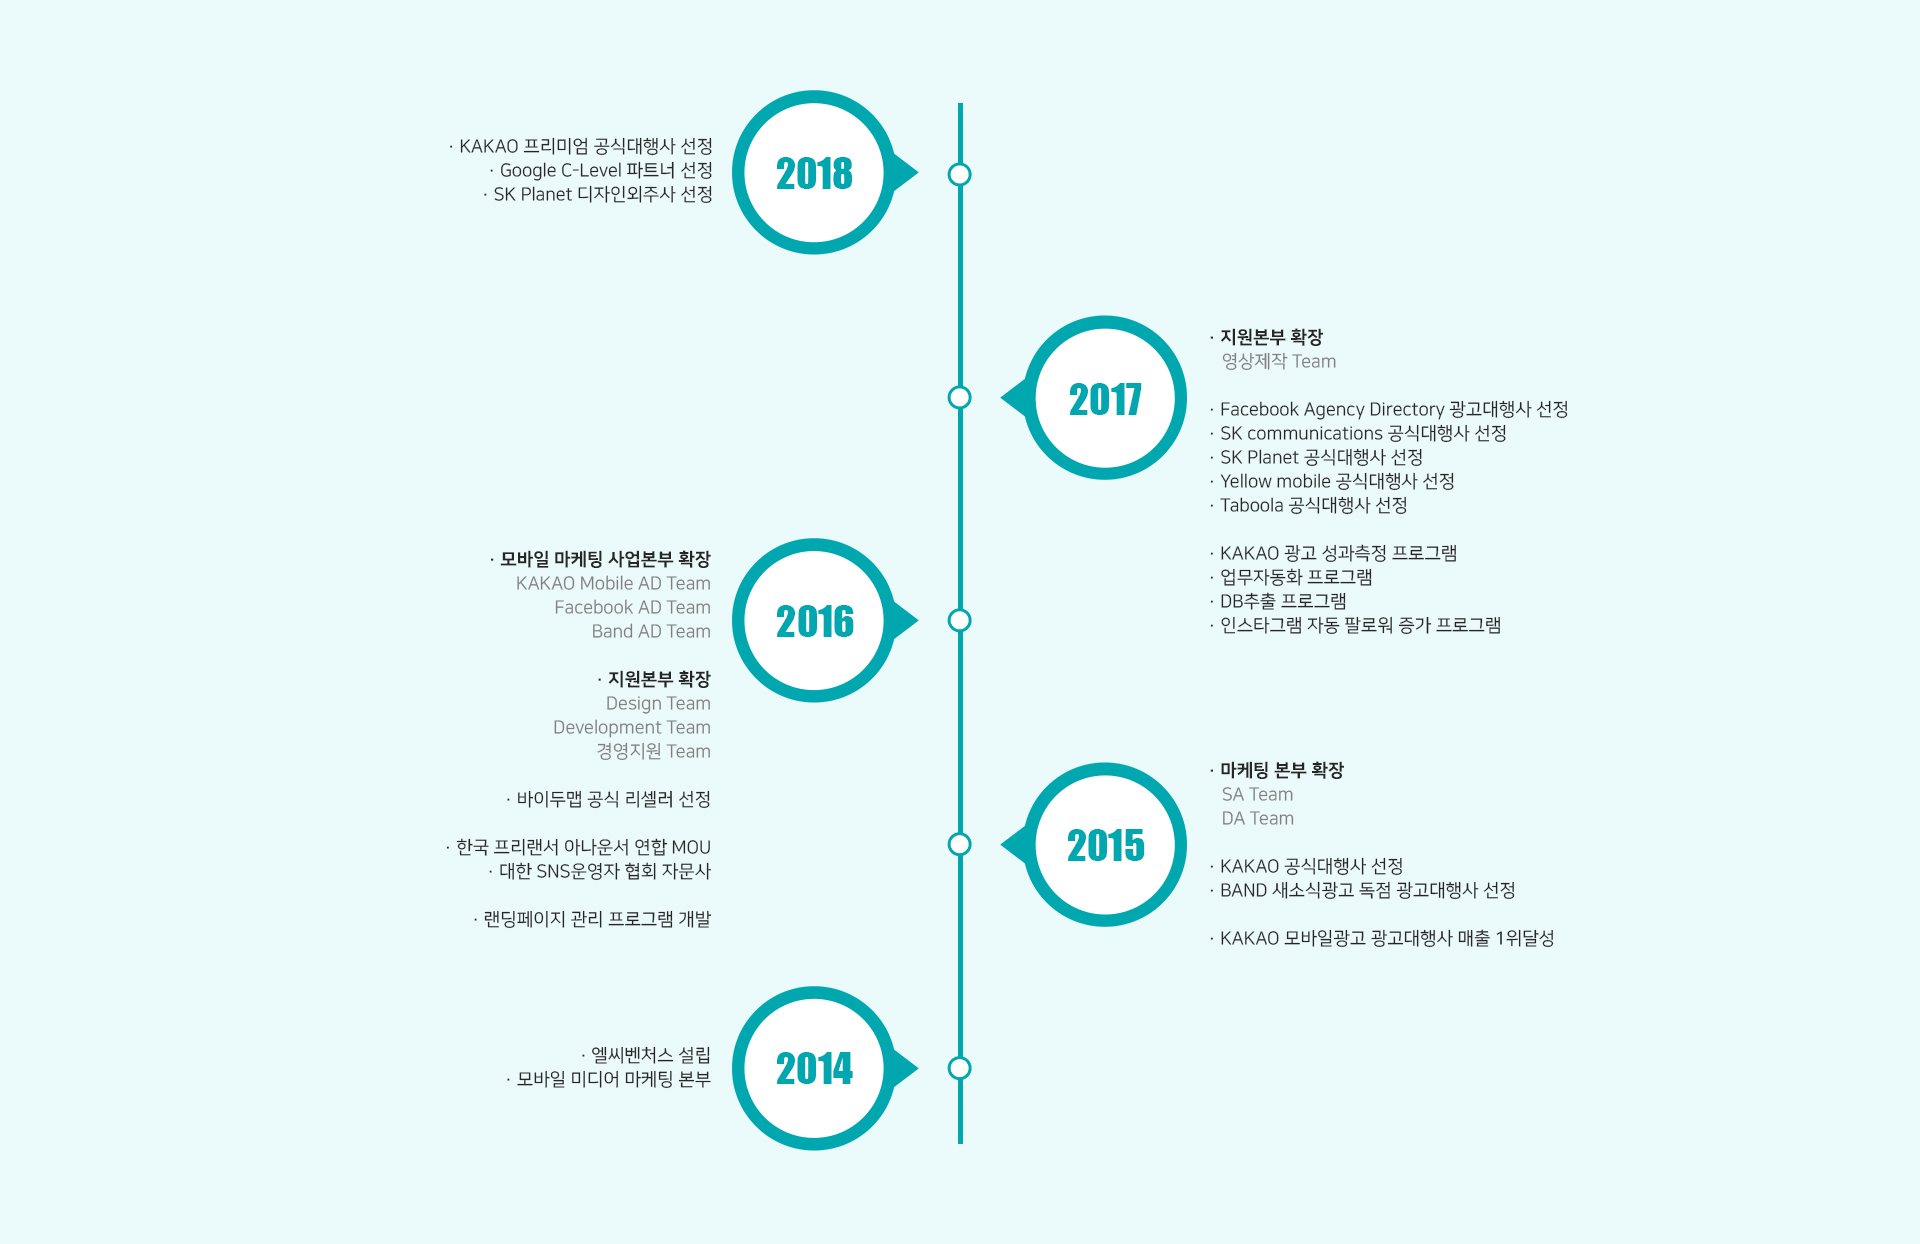 2018
· KAKAO 프리미엄 공식대행사 선정
· Google C-Level 파트너 선정
· SK Planet 디자인외주사 선정
2017
· 지원본부 확장
영상제작 Team
· Facebook Agency Directory 광고대행사 선정
· SK communications 공식대행사 선정
· SK Planet 공식대행사 선정
· Yellow mobile 공식대행사 선정
· Taboola 공식대행사 선정
· KAKAO 광고 성과측정 프로그램
· 업무자동화 프로그램
· DB추출 프로그램
· 인스타그램 자동 팔로워 증가 프로그램
2016
· 모바일 마케팅 사업본부 확장
KAKAO Mobile AD Team
Facebook AD Team
Band AD Team
· 지원본부 확장
Design Team
Development Team
경영지원 Team
· 바이두맵 공식 리셀러 선정
· 한국 프리랜서 아나운서 연합 MOU
· 대한 SNS운영자 협회 자문사
· 랜딩페이지 관리 프로그램 개발
2015
· 마케팅 본부 확장
SA Team
DA Team
· KAKAO 공식대행사 선정
· BAND 새소식광고 독점 광고대행사 선정
· KAKAO 모바일광고 광고대행사 매출 1위달성
2014
· 엘씨벤처스 설립
· 모바일 미디어 마케팅 본부